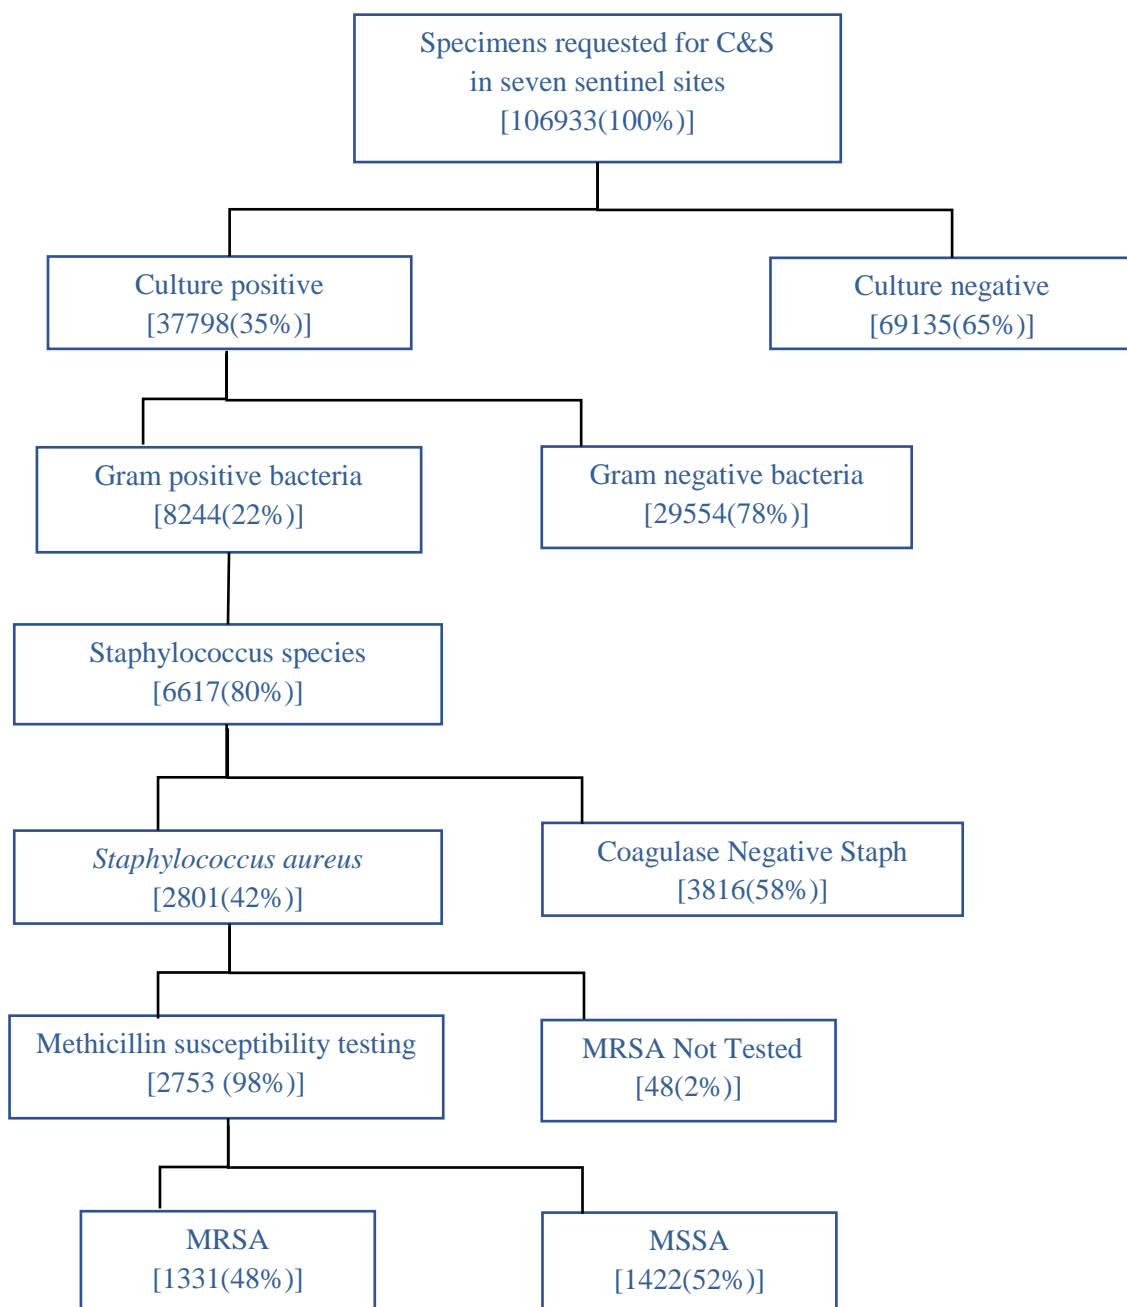 Specimens requested for C&S
in seven sentinel sites
[106933(100%)]
Culture positive
[37798(35%)]
Culture negative
[69135(65%)]
Gram positive bacteria
[8244(22%)]
Gram negative bacteria
[29554(78%)]
Staphylococcus species
[6617(80%)]
Staphylococcus aureus
[2801(42%)]
Coagulase Negative Staph
[3816(58%)]
Methicillin susceptibility testing
[2753 (98%)]
MRSA Not Tested
[48(2%)]
MRSA
[1331(48%)]
MSSA
[1422(52%)]